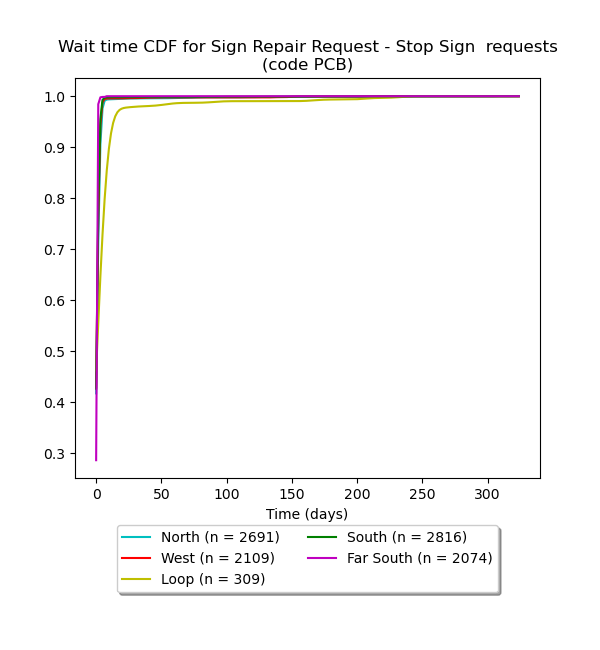 Wait time CDF for Sign Repair Request - Stop Sign  requests
(code PCB)
1.0
0.9
0.8
0.7
0.6
0.5
0.4
0.3
0 50 100 150 200 250 300
Time (days)
North (n = 2691) South (n = 2816)
West (n = 2109) Far South (n = 2074)
Loop (n = 309)